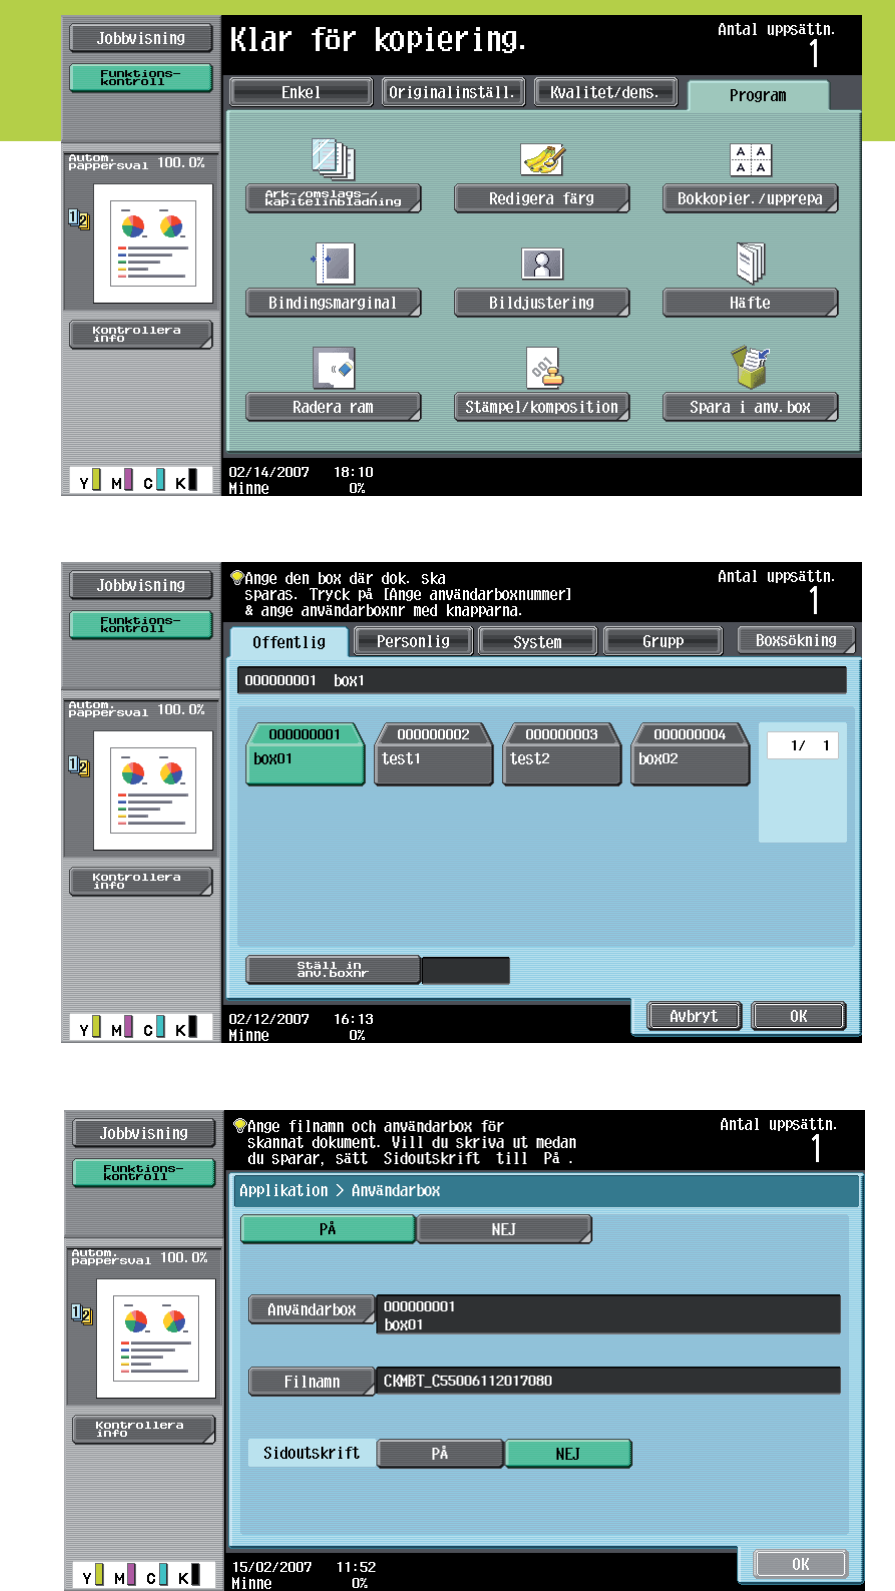 Jobbvisning
Klar för kopiering.
Antal uppsättn.
1
Funktions-
kontroll
Enkel
Originalinställ.
Kvalitet/dens.
Program
Autom.
pappersval 100.0%
1 2
A A
A A
Ark-/omslags-/
kapitelinbladning
Redigera färg
Bokkopier./upprepa
Bindingsmarginal
Bildjustering
Häfte
Kontrollera
info
001
Radera ram
Stämpel/komposition
Spara i anv.box
Y M C K
02/14/2007 18:10
Minne 0%
Jobbvisning
Ange den box där dok. ska
sparas. Tryck på [Ange användarboxnummer]
& ange användarboxnr med knapparna.
Antal uppsättn.
1
Funktions-
kontroll
Offentlig
Personlig
System
Grupp
Boxsökning
000000001 box1
Autom.
pappersval 100.0%
1 2
000000001
box01
000000002
test1
000000003
test2
000000004
box02
1/ 1
Kontrollera
info
Ställ in
anv.boxnr
Avbryt
OK
Y M C K
02/12/2007 16:13
Minne 0%
Jobbvisning
Ange filnamn och användarbox för
skannat dokument. Vill du skriva ut medan
du sparar, sätt Sidoutskrift till På .
Antal uppsättn.
1
Funktions-
kontroll
Applikation > Användarbox
PÅ
NEJ
Autom.
pappersval 100.0%
1 2
Användarbox
000000001
box01
Filnamn
CKMBT_C55006112017080
Kontrollera
info
Sidoutskrift
PÅ
NEJ
OK
Y M C K
15/02/2007 11:52
Minne 0%